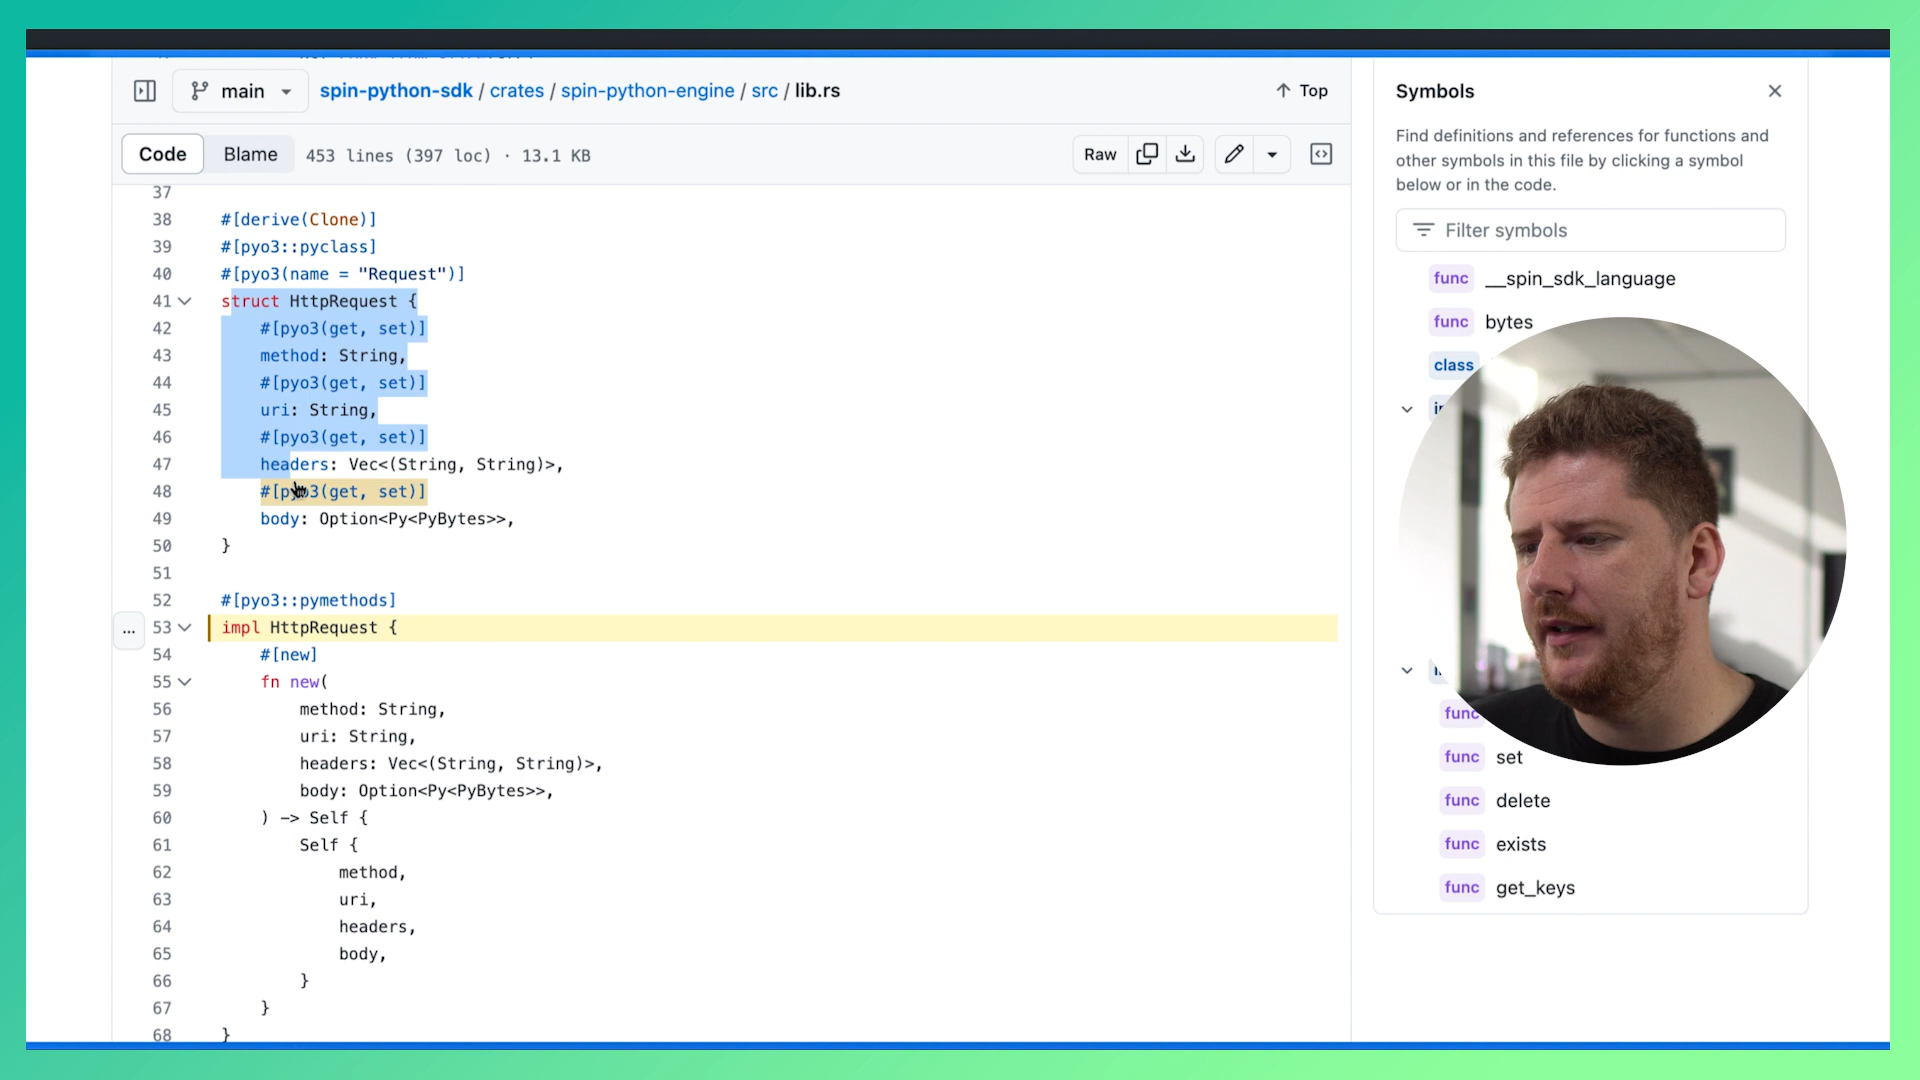 main
spin-python-sdk / crates / spin-python-engine / src / lib.rs
Top
Code Blame 453 lines (397 loc) · 13.1 KB
Raw
37
38 #[derive(Clone)]
39 #[pyo3::pyclass]
40 #[pyo3(name = "Request")]
41 struct HttpRequest {
42 #[pyo3(get, set)]
43 method: String,
44 #[pyo3(get, set)]
45 uri: String,
46 #[pyo3(get, set)]
47 headers: Vec<(String, String)>,
48 #[pyo3(get, set)]
49 body: Option<Py<PyBytes>>,
50 }
51
52 #[pyo3::pymethods]
... 53 impl HttpRequest {
54 #[new]
55 fn new(
56 method: String,
57 uri: String,
58 headers: Vec<(String, String)>,
59 body: Option<Py<PyBytes>>,
60 ) -> Self {
61 Self {
62 method,
63 uri,
64 headers,
65 body,
66 }
67 }
68 }
Symbols
Find definitions and references for functions and
other symbols in this file by clicking a symbol
below or in the code.
Filter symbols
func __spin_sdk_language
func bytes
class
func
func set
func delete
func exists
func get_keys